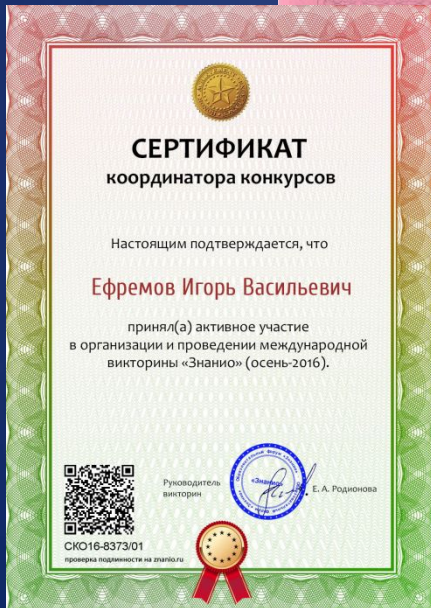 СЕРТИФИКАТ
координатора конкурсов
Настоящим подтверждается, что
Ефремов Игорь Васильевич
принял(а) активное участие
в организации и проведении международной
викторины «Знанио» (осень-2016).
Руководитель
викторин
«Знанио»
Е. А. Родионова
СКО16-8373/01
проверка подлинности на znanio.ru